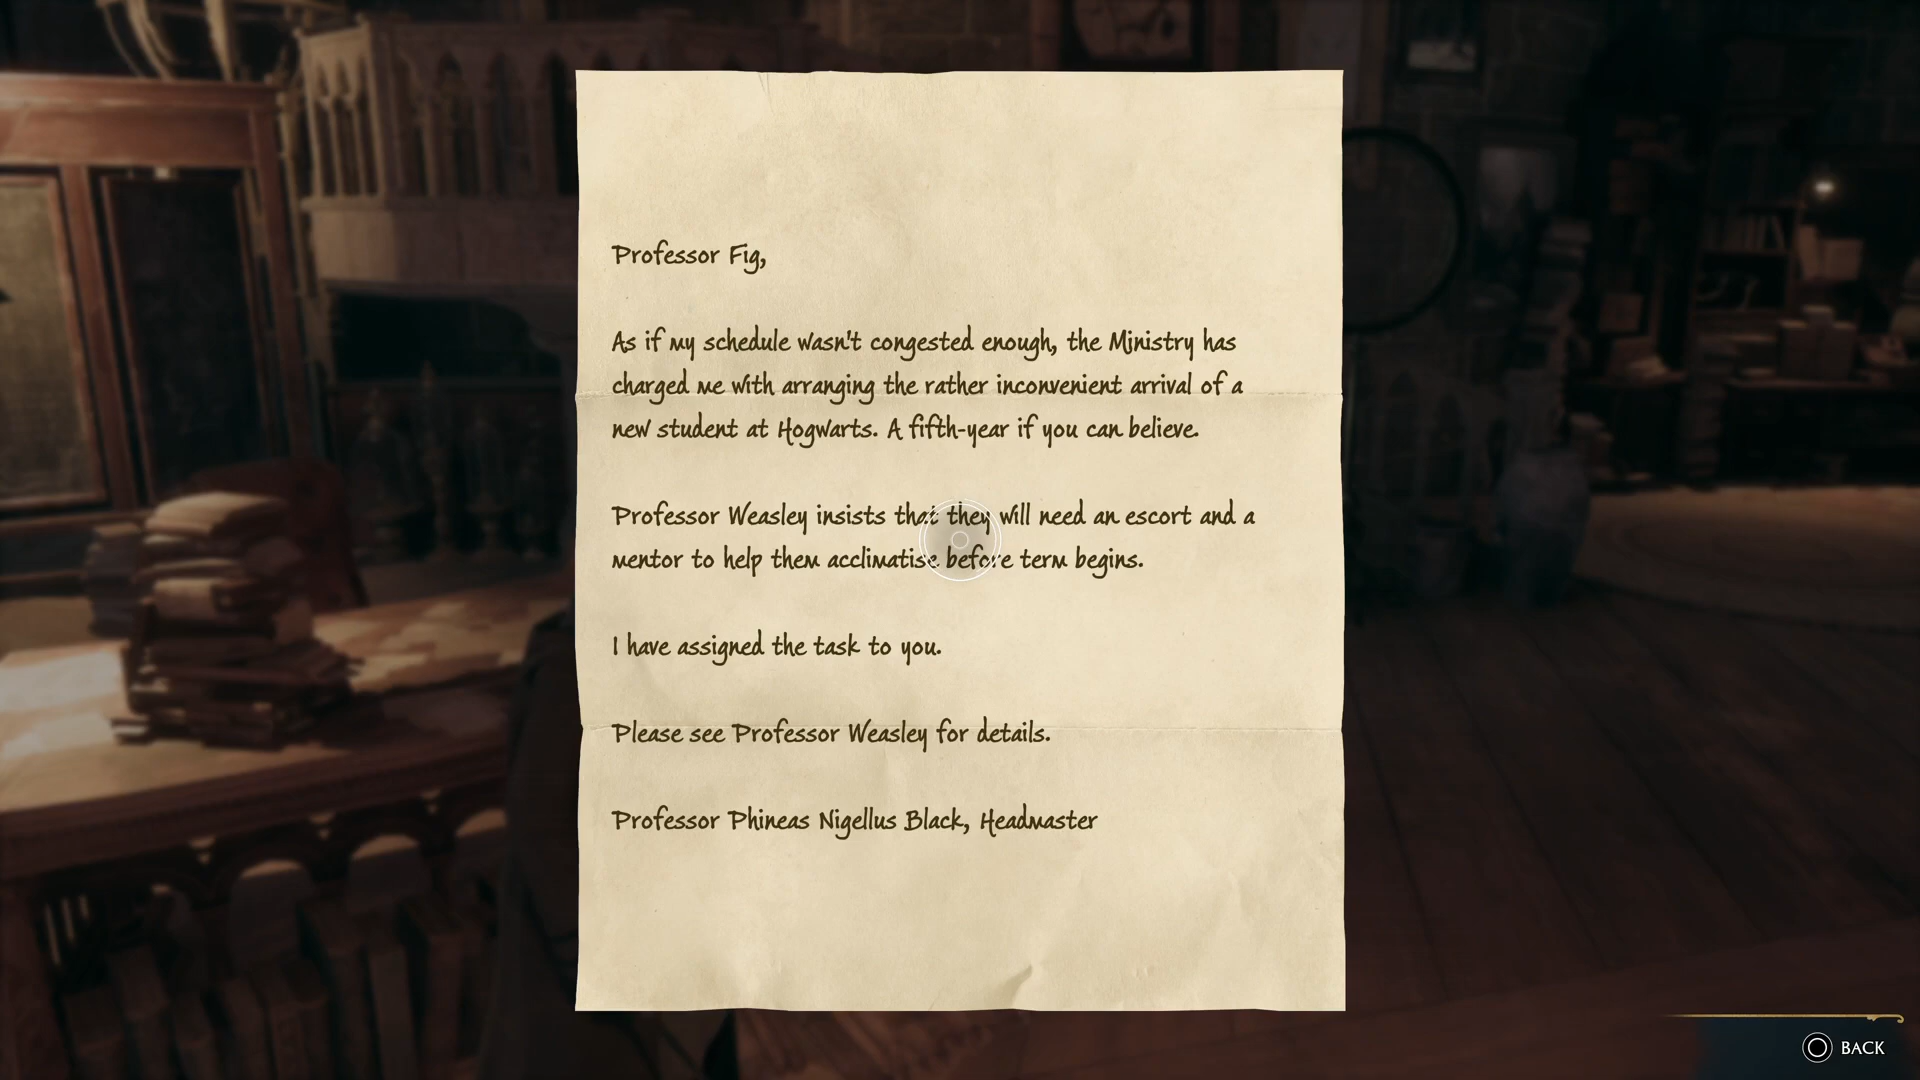 Professor Fig,
As if my schedule wasn't congested enough, the Ministry has
charged me with arranging the rather inconvenient arrival of a
new student at Hogwarts. A fifth-year if you can believe.
Professor Weasley insists that they will need an escort and a
mentor to help them acclimatise before term begins.
I have assigned the task to you.
Please see Professor Weasley for details.
Professor Phineas Nigellus Black, Headmaster
BACK